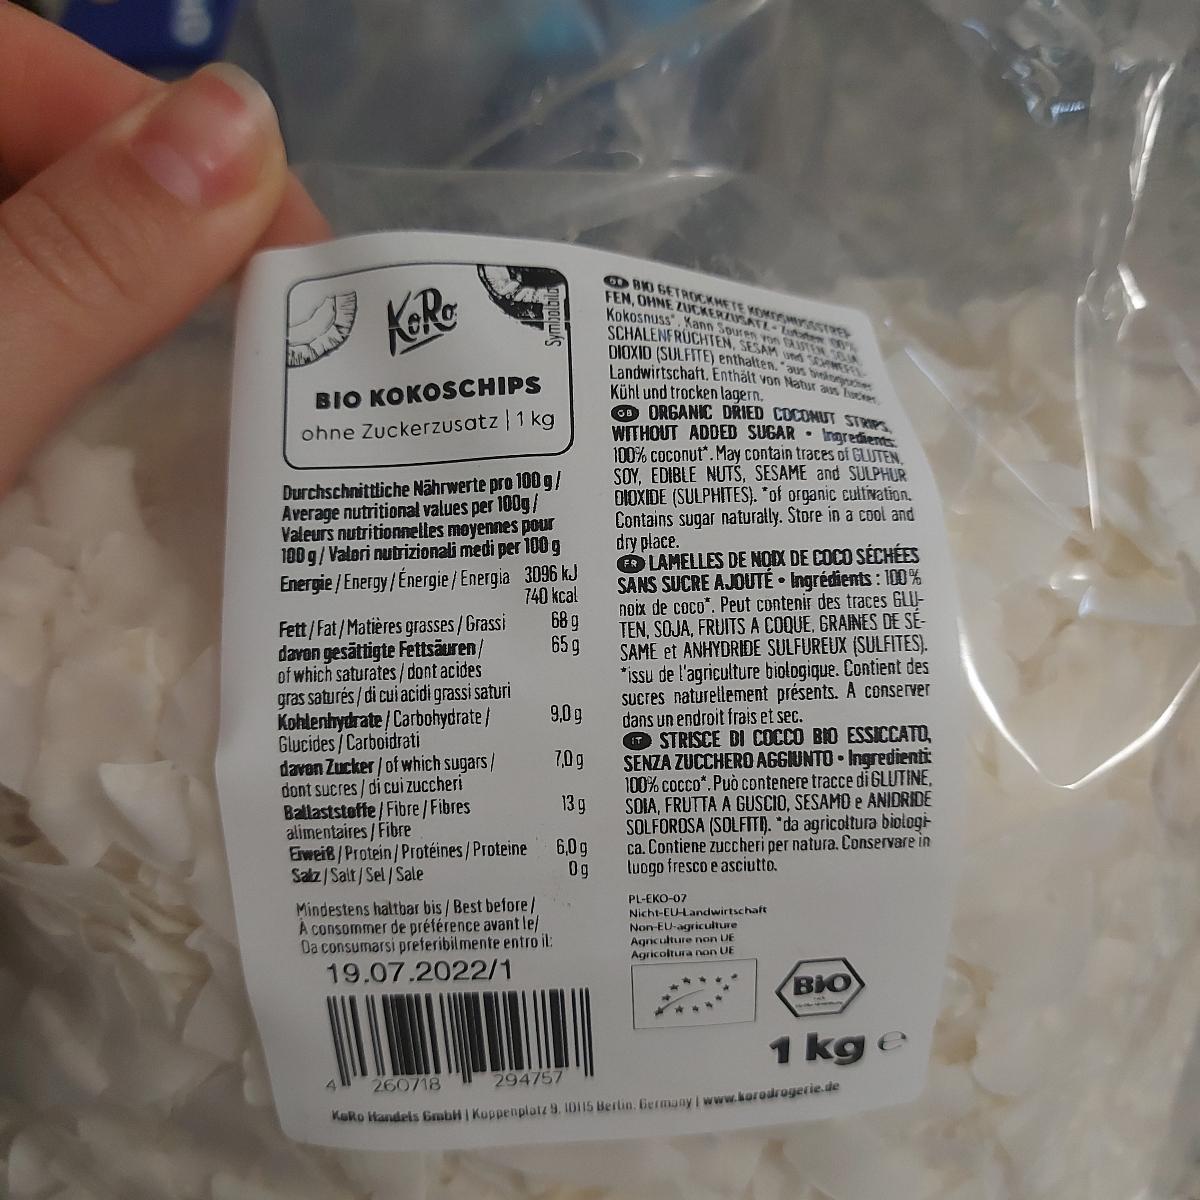 KoRo
Symbolbild
BIO KOKOSCHIPS
ohne Zuckerzusatz | 1 kg
Durchschnittliche Nährwerte pro 100 g /
Average nutritional values per 100g /
Valeurs nutritionnelles moyennes pour
100 g / Valori nutrizionali medi per 100 g
Energie / Energy / Énergie / Energia 3096 kJ
740 kcal
Fett / Fat / Matières grasses / Grassi 68 g
davon gesättigte Fettsäuren / 65 g
of which saturates / dont acides
gras saturés / di cui acidi grassi saturi
Kohlenhydrate / Carbohydrate / 9,0 g
Glucides / Carboidrati
davon Zucker / of which sugars / 7,0 g
dont sucres / di cui zuccheri
Ballaststoffe / Fibre / Fibres 13 g
alimentaires / Fibre
Eiweiß / Protein / Protéines / Proteine 6,0 g
Salz / Salt / Sel / Sale 0 g
Mindestens haltbar bis / Best before /
À consommer de préférence avant le /
Da consumarsi preferibilmente entro il:
19.07.2022/1
4 260718 294757
DE BIO GETROCKNETE KOKOSNUSSSTREI-
FEN, OHNE ZUCKERZUSATZ • Zutaten: 100%
Kokosnuss*. Kann Spuren von GLUTEN, SOJA,
SCHALENFRÜCHTEN, SESAM und SCHWEFEL-
DIOXID (SULFITE) enthalten. *aus biologischer
Landwirtschaft. Enthält von Natur aus Zucker.
Kühl und trocken lagern.
GB ORGANIC DRIED COCONUT STRIPS,
WITHOUT ADDED SUGAR • Ingredients:
100% coconut*. May contain traces of GLUTEN,
SOY, EDIBLE NUTS, SESAME and SULPHUR
DIOXIDE (SULPHITES). *of organic cultivation.
Contains sugar naturally. Store in a cool and
dry place.
FR LAMELLES DE NOIX DE COCO SÉCHÉES
SANS SUCRE AJOUTÉ • Ingrédients : 100 %
noix de coco*. Peut contenir des traces GLU-
TEN, SOJA, FRUITS A COQUE, GRAINES DE SÉ-
SAME et ANHYDRIDE SULFUREUX (SULFITES).
*issu de l'agriculture biologique. Contient des
sucres naturellement présents. A conserver
dans un endroit frais et sec.
IT STRISCE DI COCCO BIO ESSICCATO,
SENZA ZUCCHERO AGGIUNTO • Ingredienti:
100% cocco*. Può contenere tracce di GLUTINE,
SOIA, FRUTTA A GUSCIO, SESAMO e ANIDRIDE
SOLFOROSA (SOLFITI). *da agricoltura biologi-
ca. Contiene zuccheri per natura. Conservare in
luogo fresco e asciutto.
PL-EKO-07
Nicht-EU-Landwirtschaft
Non-EU-agriculture
Agriculture non UE
Agricoltura non UE
BIO
1 kg e
KoRo Handels GmbH | Koppenplatz 9, 10115 Berlin, Germany | www.korodrogerie.de